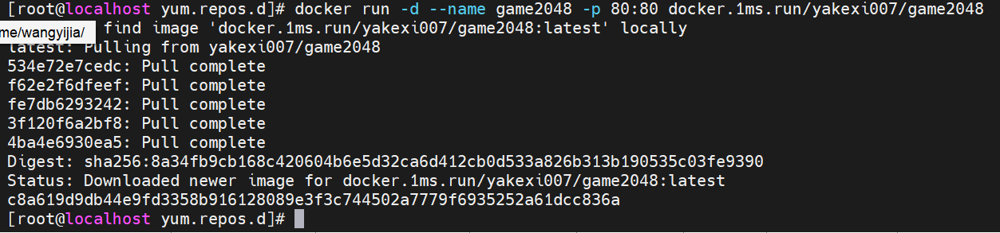 [root@localhost yum.repos.d]# docker run -d --name game2048 -p 80:80 docker.1ms.run/yakexi007/game2048
me/wangyijia/ find image 'docker.1ms.run/yakexi007/game2048:latest' locally
latest: Pulling from yakexi007/game2048
534e72e7cedc: Pull complete
f62e2f6dfeef: Pull complete
fe7db6293242: Pull complete
3f120f6a2bf8: Pull complete
4ba4e6930ea5: Pull complete
Digest: sha256:8a34fb9cb168c420604b6e5d32ca6d412cb0d533a826b313b190535c03fe9390
Status: Downloaded newer image for docker.1ms.run/yakexi007/game2048:latest
c8a619d9db44e9fd3358b916128089e3f3c744502a7779f6935252a61dcc836a
[root@localhost yum.repos.d]#